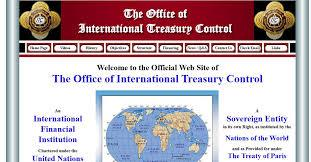 The Office of
International Treasury Control
Home Page Videos History Objectives Structure Financing News / Q&A Contact Us Check Email Links
Welcome to the Official Web Site of
The Office of International Treasury Control
An
International
Financial
Institution
Chartered under the
United Nations
A
Sovereign Entity
in its own Right, as instituted by the
Nations of the World
and as Provided for under
The Treaty of Paris